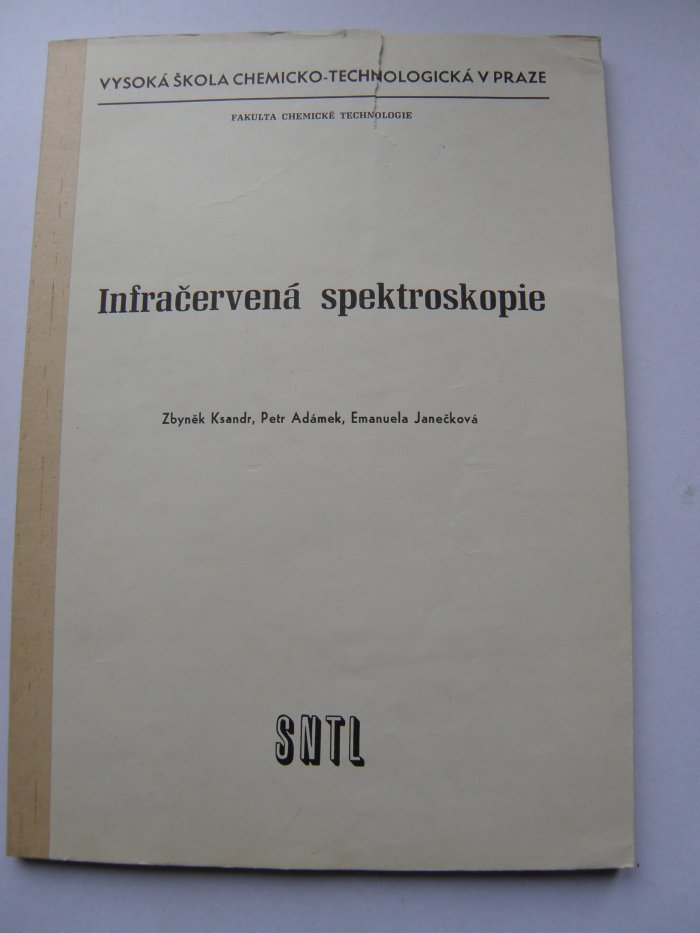 VYSOKÁ ŠKOLA CHEMICKO-TECHNOLOGICKÁ V PRAZE
FAKULTA CHEMICKÉ TECHNOLOGIE
Infračervená spektroskopie
Zbyněk Ksandr, Petr Adámek, Emanuela Janečková
SNTL